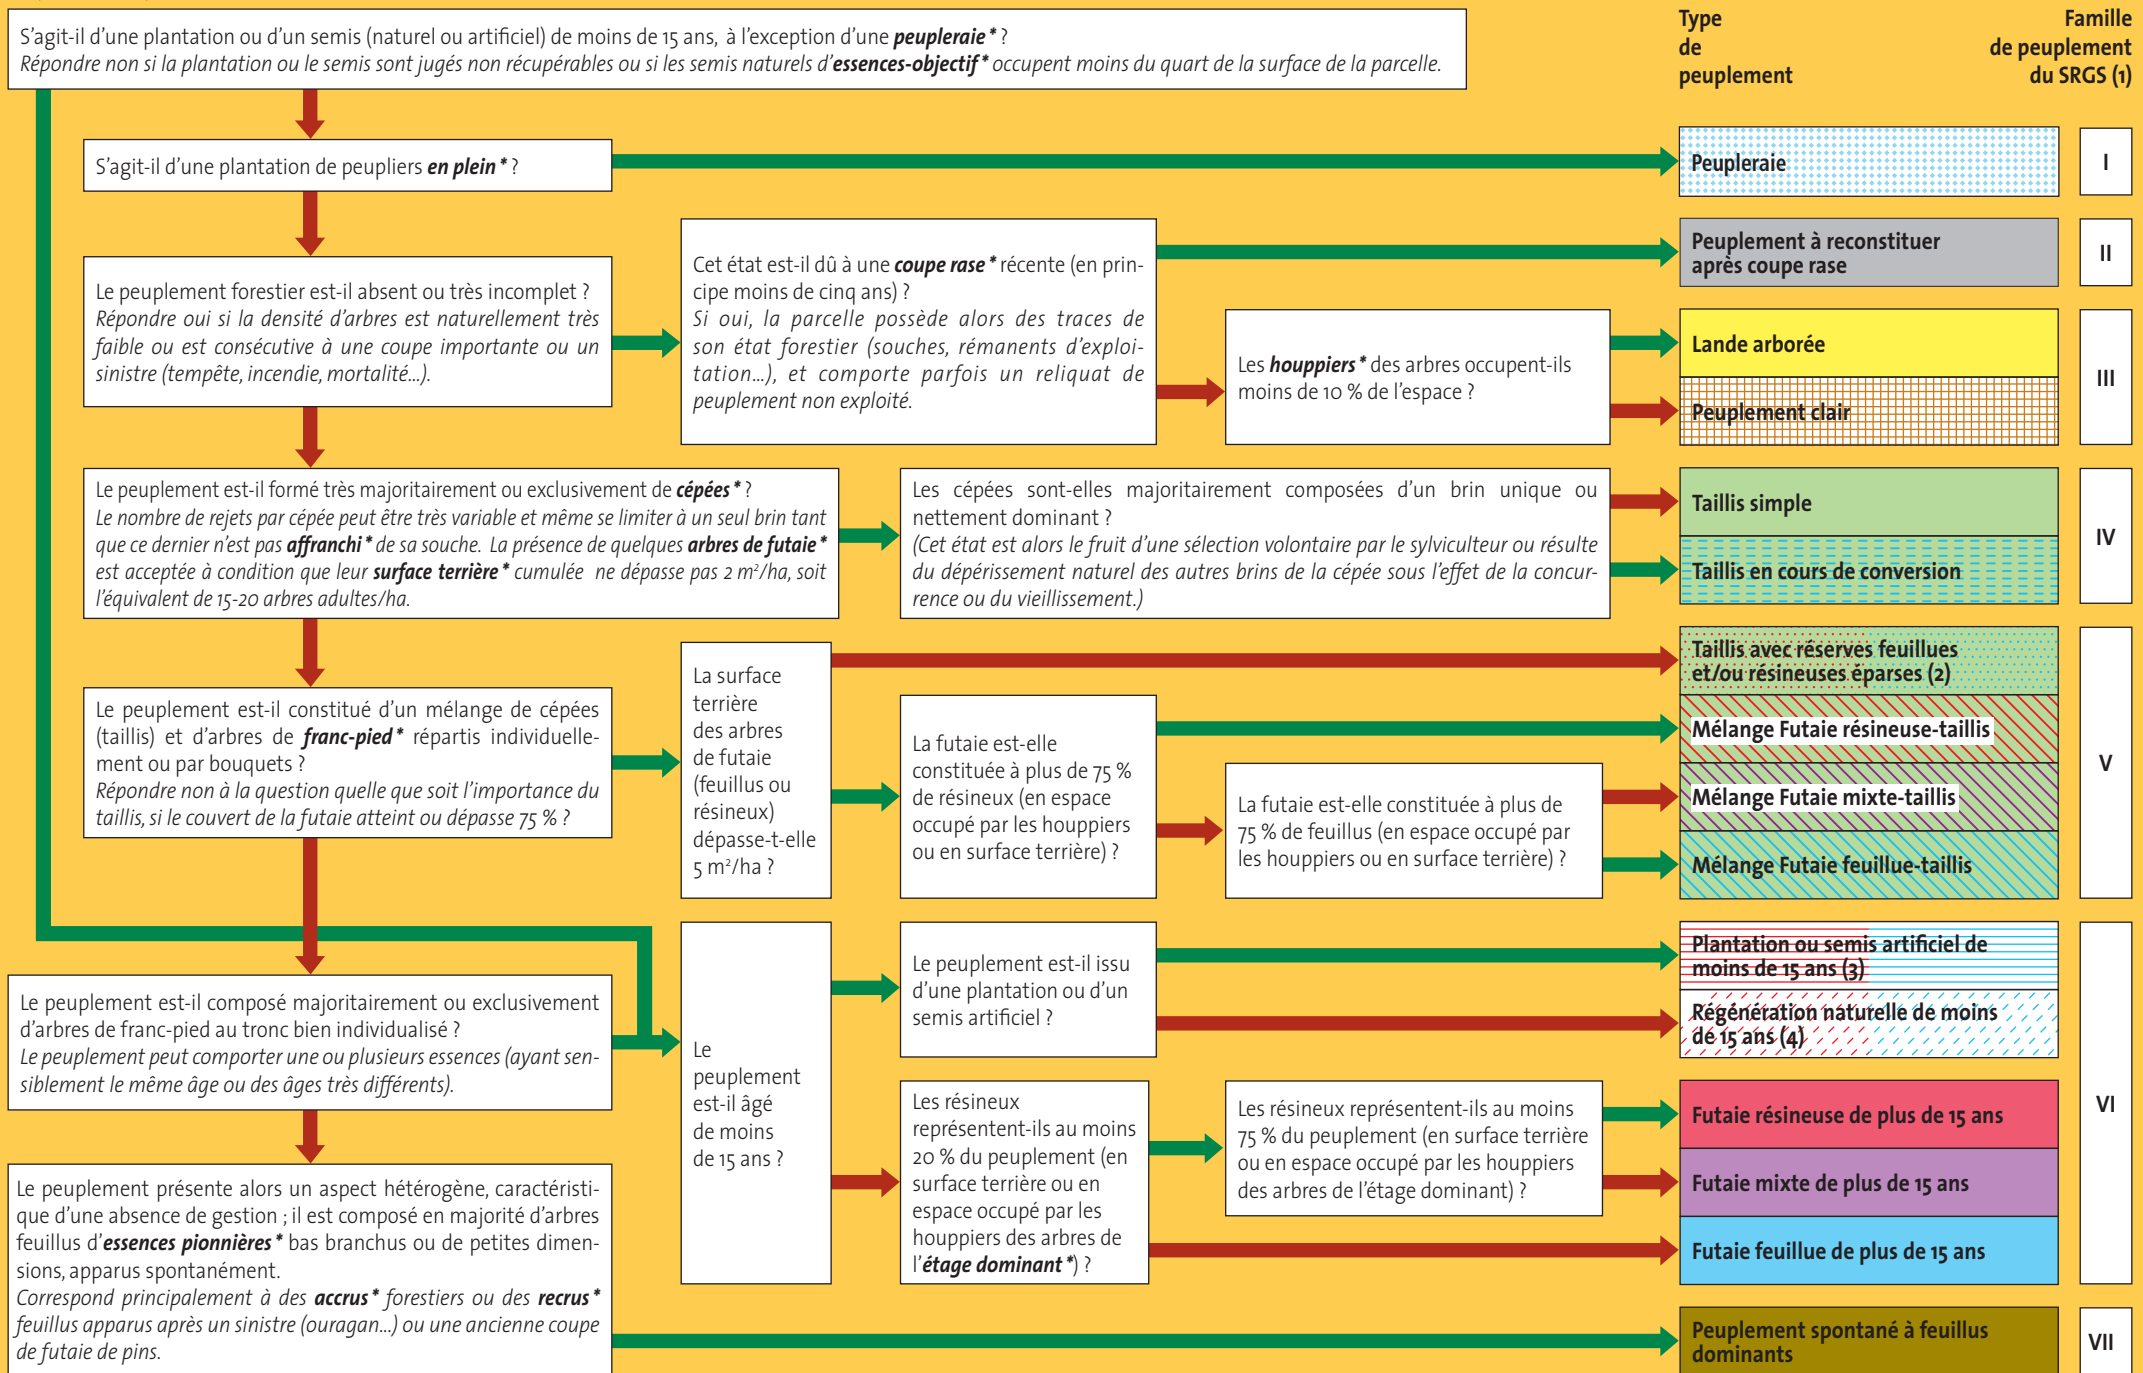 S'agit-il d'une plantation ou d'un semis (naturel ou artificiel) de moins de 15 ans, à l'exception d'une peupleraie* ?
Répondre non si la plantation ou le semis sont jugés non récupérables ou si les semis naturels d'essences-objectif* occupent moins du quart de la surface de la parcelle.
Type
de
peuplement
Famille
de peuplement
du SRGS (1)
S'agit-il d'une plantation de peupliers en plein* ?
Peupleraie
I
Le peuplement forestier est-il absent ou très incomplet ?
Répondre oui si la densité d'arbres est naturellement très
faible ou est consécutive à une coupe importante ou un
sinistre (tempête, incendie, mortalité...).
Cet état est-il dû à une coupe rase* récente (en prin-
cipe moins de cinq ans) ?
Si oui, la parcelle possède alors des traces de
son état forestier (souches, rémanents d'exploi-
tation...), et comporte parfois un reliquat de
peuplement non exploité.
Peuplement à reconstituer
après coupe rase
II
Les houppiers* des arbres occupent-ils
moins de 10 % de l'espace ?
Lande arborée
Peuplement clair
III
Le peuplement est-il formé très majoritairement ou exclusivement de cépées* ?
Le nombre de rejets par cépée peut être très variable et même se limiter à un seul brin tant
que ce dernier n'est pas affranchi* de sa souche. La présence de quelques arbres de futaie*
est acceptée à condition que leur surface terrière* cumulée ne dépasse pas 2 m²/ha, soit
l'équivalent de 15-20 arbres adultes/ha.
Les cépées sont-elles majoritairement composées d'un brin unique ou
nettement dominant ?
(Cet état est alors le fruit d'une sélection volontaire par le sylviculteur ou résulte
du dépérissement naturel des autres brins de la cépée sous l'effet de la concur-
rence ou du vieillissement.)
Taillis simple
Taillis en cours de conversion
IV
Le peuplement est-il constitué d'un mélange de cépées
(taillis) et d'arbres de franc-pied* répartis individuelle-
ment ou par bouquets ?
Répondre non à la question quelle que soit l'importance du
taillis, si le couvert de la futaie atteint ou dépasse 75 % ?
La surface
terrière
des arbres
de futaie
(feuillus ou
résineux)
dépasse-t-elle
5 m²/ha ?
La futaie est-elle
constituée à plus de 75 %
de résineux (en espace
occupé par les houppiers
ou en surface terrière) ?
La futaie est-elle constituée à plus de
75 % de feuillus (en espace occupé par
les houppiers ou en surface terrière) ?
Taillis avec réserves feuillues
et/ou résineuses éparses (2)
Mélange Futaie résineuse-taillis
Mélange Futaie mixte-taillis
Mélange Futaie feuillue-taillis
V
Le peuplement est-il composé majoritairement ou exclusivement
d'arbres de franc-pied au tronc bien individualisé ?
Le peuplement peut comporter une ou plusieurs essences (ayant sen-
siblement le même âge ou des âges très différents).
Le
peuplement
est-il âgé
de moins
de 15 ans ?
Le peuplement est-il issu
d'une plantation ou d'un
semis artificiel ?
Plantation ou semis artificiel de
moins de 15 ans (3)
Régénération naturelle de moins
de 15 ans (4)
Les résineux
représentent-ils au moins
20 % du peuplement (en
surface terrière ou en
espace occupé par les
houppiers des arbres de
l'étage dominant*) ?
Les résineux représentent-ils au moins
75 % du peuplement (en surface terrière
ou en espace occupé par les houppiers
des arbres de l'étage dominant) ?
Futaie résineuse de plus de 15 ans
Futaie mixte de plus de 15 ans
Futaie feuillue de plus de 15 ans
VI
Le peuplement présente alors un aspect hétérogène, caractéristi-
que d'une absence de gestion ; il est composé en majorité d'arbres
feuillus d'essences pionnières* bas branchus ou de petites dimen-
sions, apparus spontanément.
Correspond principalement à des accrus* forestiers ou des recrus*
feuillus apparus après un sinistre (ouragan...) ou une ancienne coupe
de futaie de pins.
Peuplement spontané à feuillus
dominants
VII